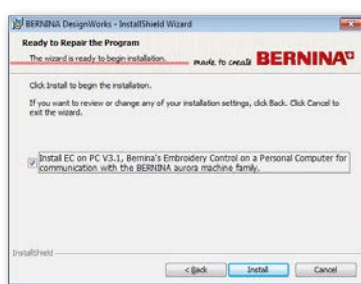 BERNINA DesignWorks - InstallShield Wizard
Ready to Repair the Program
The wizard is ready to begin installation.
made to create BERNINA
Click Install to begin the installation.
If you want to review or change any of your installation settings, click Back. Click Cancel to
exit the wizard.
Install EC on PC V3.1, Bernina's Embroidery Control on a Personal Computer for
communication with the BERNINA aurora machine family.
InstallShield
< Back
Install
Cancel